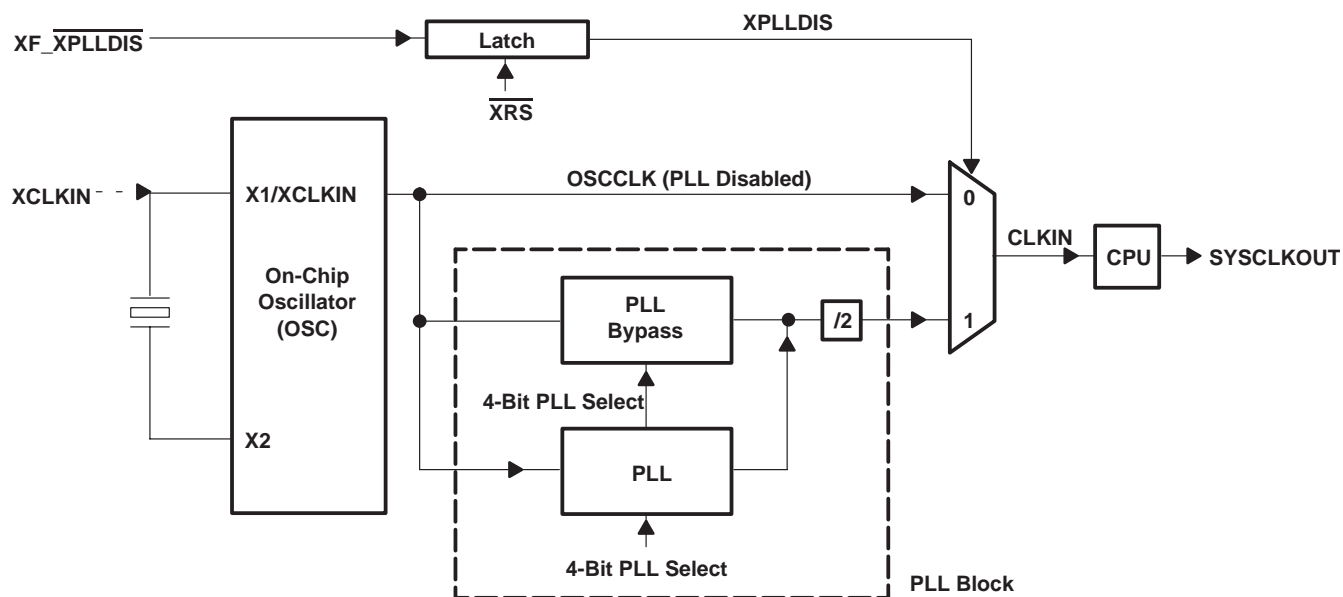 XPLLDIS
XF_XPLLDIS
Latch
XRS
XCLKIN
X1/XCLKIN
OSCCLK (PLL Disabled)
0
CLKIN
CPU
SYSCLKOUT
On-Chip
Oscillator
(OSC)
PLL
Bypass
/2
1
4-Bit PLL Select
X2
PLL
4-Bit PLL Select
PLL Block